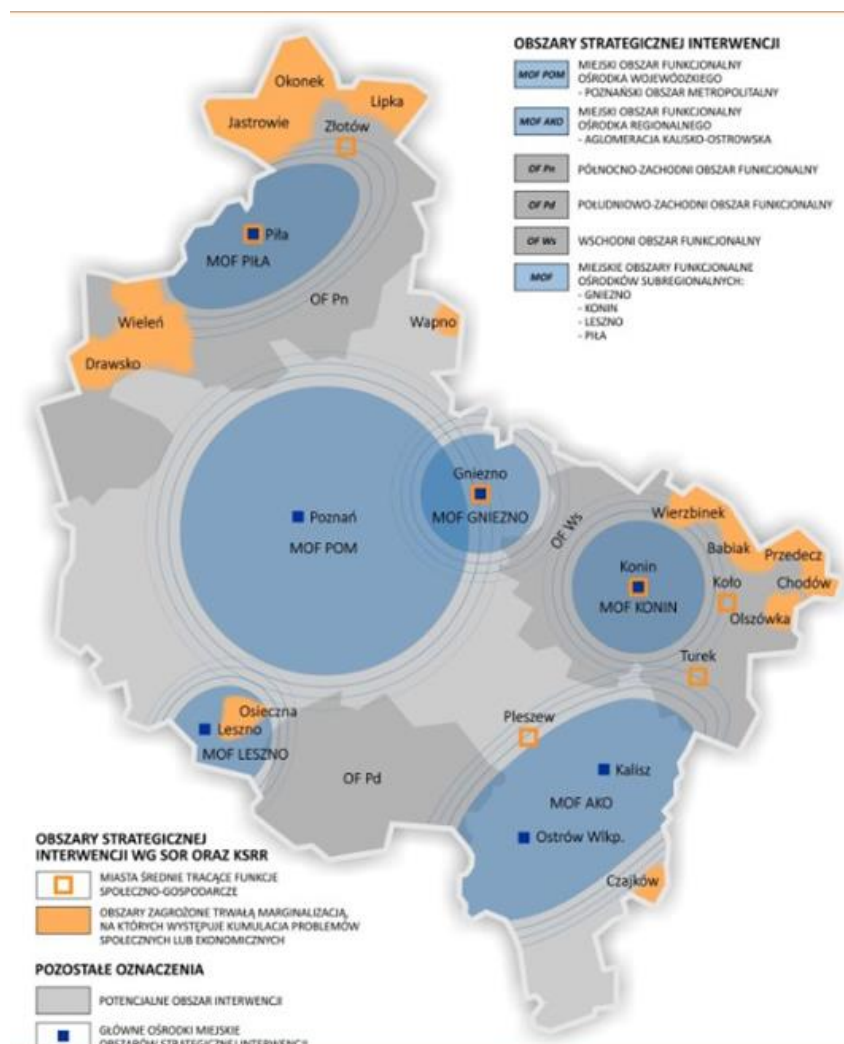 OBSZARY STRATEGICZNEJ INTERWENCJI
MOF POM
MIEJSKI OBSZAR FUNKCJONALNY
OŚRODKA WOJEWÓDZKIEGO
- POZNAŃSKI OBSZAR METROPOLITALNY
MOF AKO
MIEJSKI OBSZAR FUNKCJONALNY
OŚRODKA REGIONALNEGO
- AGLOMERACJA KALISKO-OSTROWSKA
OF Pn
PÓŁNOCNO-ZACHODNI OBSZAR FUNKCJONALNY
OF Pd
POŁUDNIOWO-ZACHODNI OBSZAR FUNKCJONALNY
OF Ws
WSCHODNI OBSZAR FUNKCJONALNY
MOF
MIEJSKIE OBSZARY FUNKCJONALNE
OŚRODKÓW SUBREGIONALNYCH:
- GNIEZNO
- KONIN
- LESZNO
- PIŁA
Okonek
Lipka
Jastrowie
Złotów
Piła
MOF PIŁA
OF Pn
Wieleń
Wapno
Drawsko
Gniezno
Poznań
MOF GNIEZNO
MOF POM
OF Ws
Wierzbinek
Babiak
Przedecz
Konin
Koło
Chodów
MOF KONIN
Olszówka
Turek
Osieczna
Leszno
MOF LESZNO
Pleszew
OF Pd
Kalisz
MOF AKO
Ostrów Wlkp.
Czajków
OBSZARY STRATEGICZNEJ
INTERWENCJI WG SOR ORAZ KSRR
MIASTA ŚREDNIE TRACĄCE FUNKCJE
SPOŁECZNO-GOSPODARCZE
OBSZARY ZAGROŻONE TRWAŁĄ MARGINALIZACJĄ,
NA KTÓRYCH WYSTĘPUJE KUMULACJA PROBLEMÓW
SPOŁECZNYCH LUB EKONOMICZNYCH
POZOSTAŁE OZNACZENIA
POTENCJALNE OBSZAR INTERWENCJI
GŁÓWNE OŚRODKI MIEJSKIE
OBSZARÓW STRATEGICZNEJ INTERWENCJI